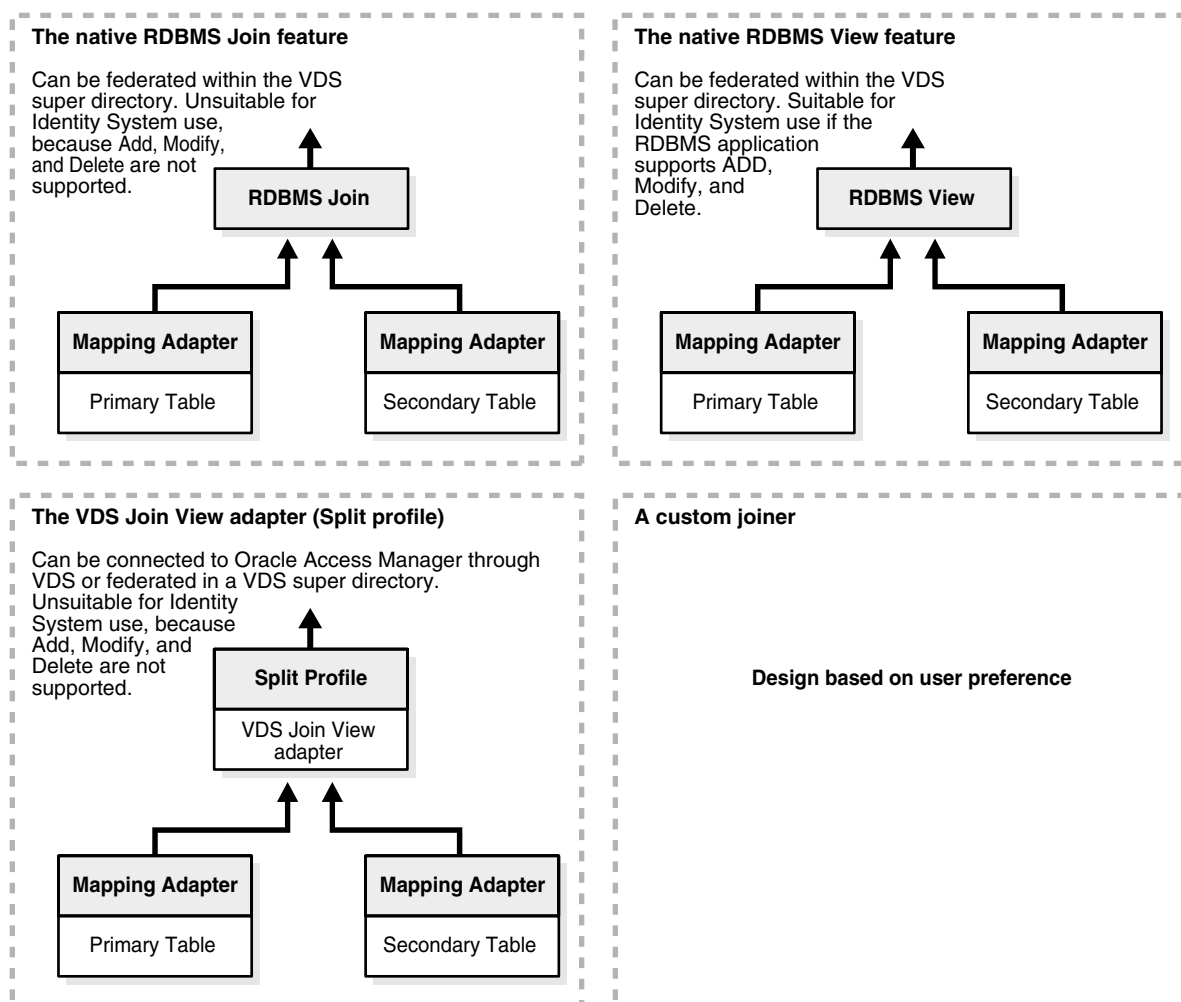 The native RDBMS Join feature
Can be federated within the VDS
super directory. Unsuitable for
Identity System use,
because Add, Modify,
and Delete are not
supported.
RDBMS Join
Mapping Adapter
Primary Table
Mapping Adapter
Secondary Table
The native RDBMS View feature
Can be federated within the VDS
super directory. Suitable for
Identity System use if the
RDBMS application
supports ADD,
Modify, and
Delete.
RDBMS View
Mapping Adapter
Primary Table
Mapping Adapter
Secondary Table
The VDS Join View adapter (Split profile)
Can be connected to Oracle Access Manager through
VDS or federated in a VDS super directory.
Unsuitable for Identity
System use, because
Add, Modify, and
Delete are not
supported.
Split Profile
VDS Join View
adapter
Mapping Adapter
Primary Table
Mapping Adapter
Secondary Table
A custom joiner
Design based on user preference